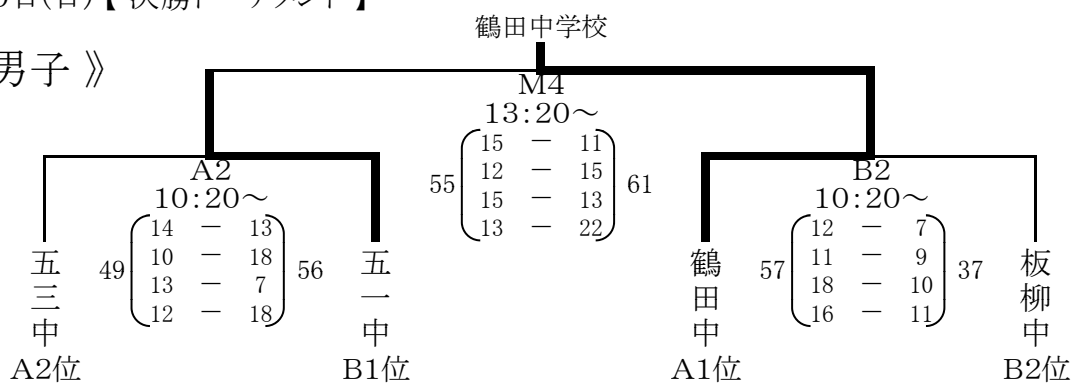 日(日)【 決勝トーナメント 】
男子 》
鶴田中学校
M4
13:20～
55
15 － 11
12 － 15
15 － 13
13 － 22
61
A2
10:20～
49
14 － 13
10 － 18
13 － 7
12 － 18
56
B2
10:20～
57
12 － 7
11 － 9
18 － 10
16 － 11
37
五三中
A2位
五一中
B1位
鶴田中
A1位
板柳中
B2位